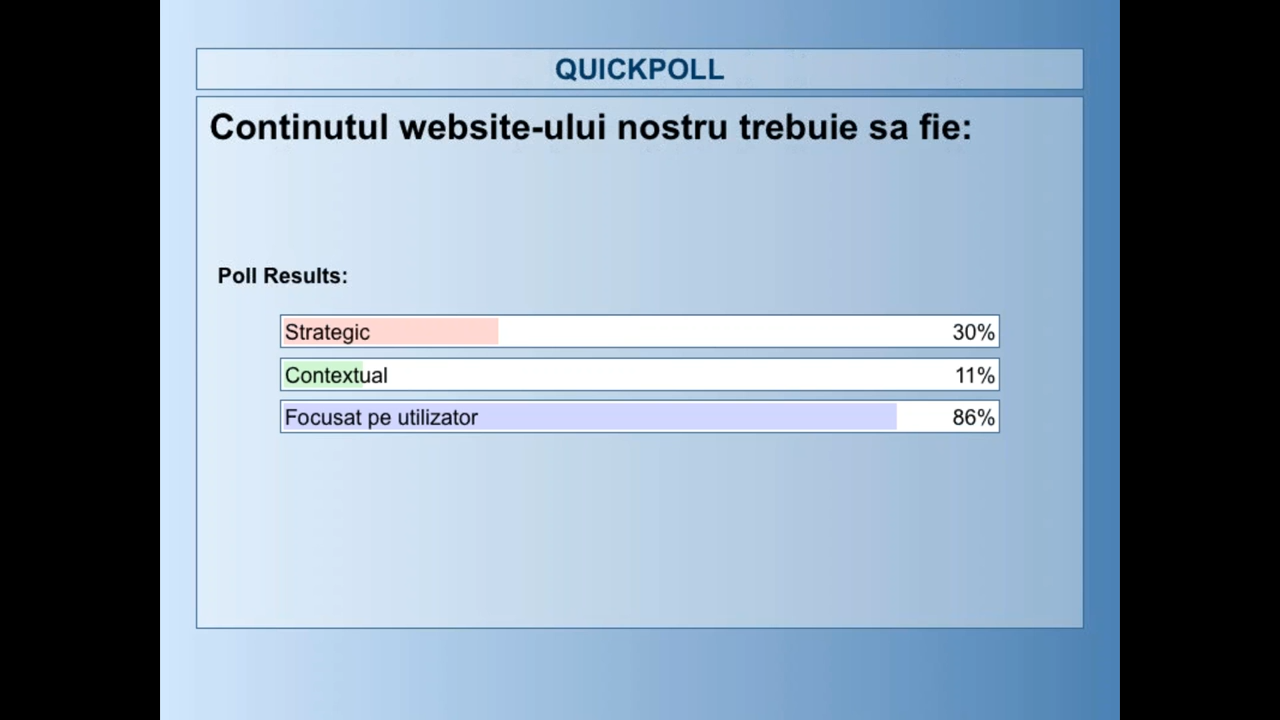 QUICKPOLL
Continutul website-ului nostru trebuie sa fie:
Poll Results:
Strategic 30%
Contextual 11%
Focusat pe utilizator 86%